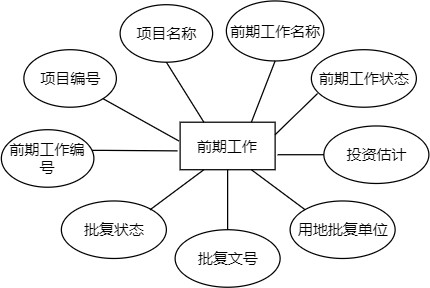 项目名称
前期工作名称
项目编号
前期工作状态
前期工作
前期工作编
号
投资估计
批复状态
用地批复单位
批复文号